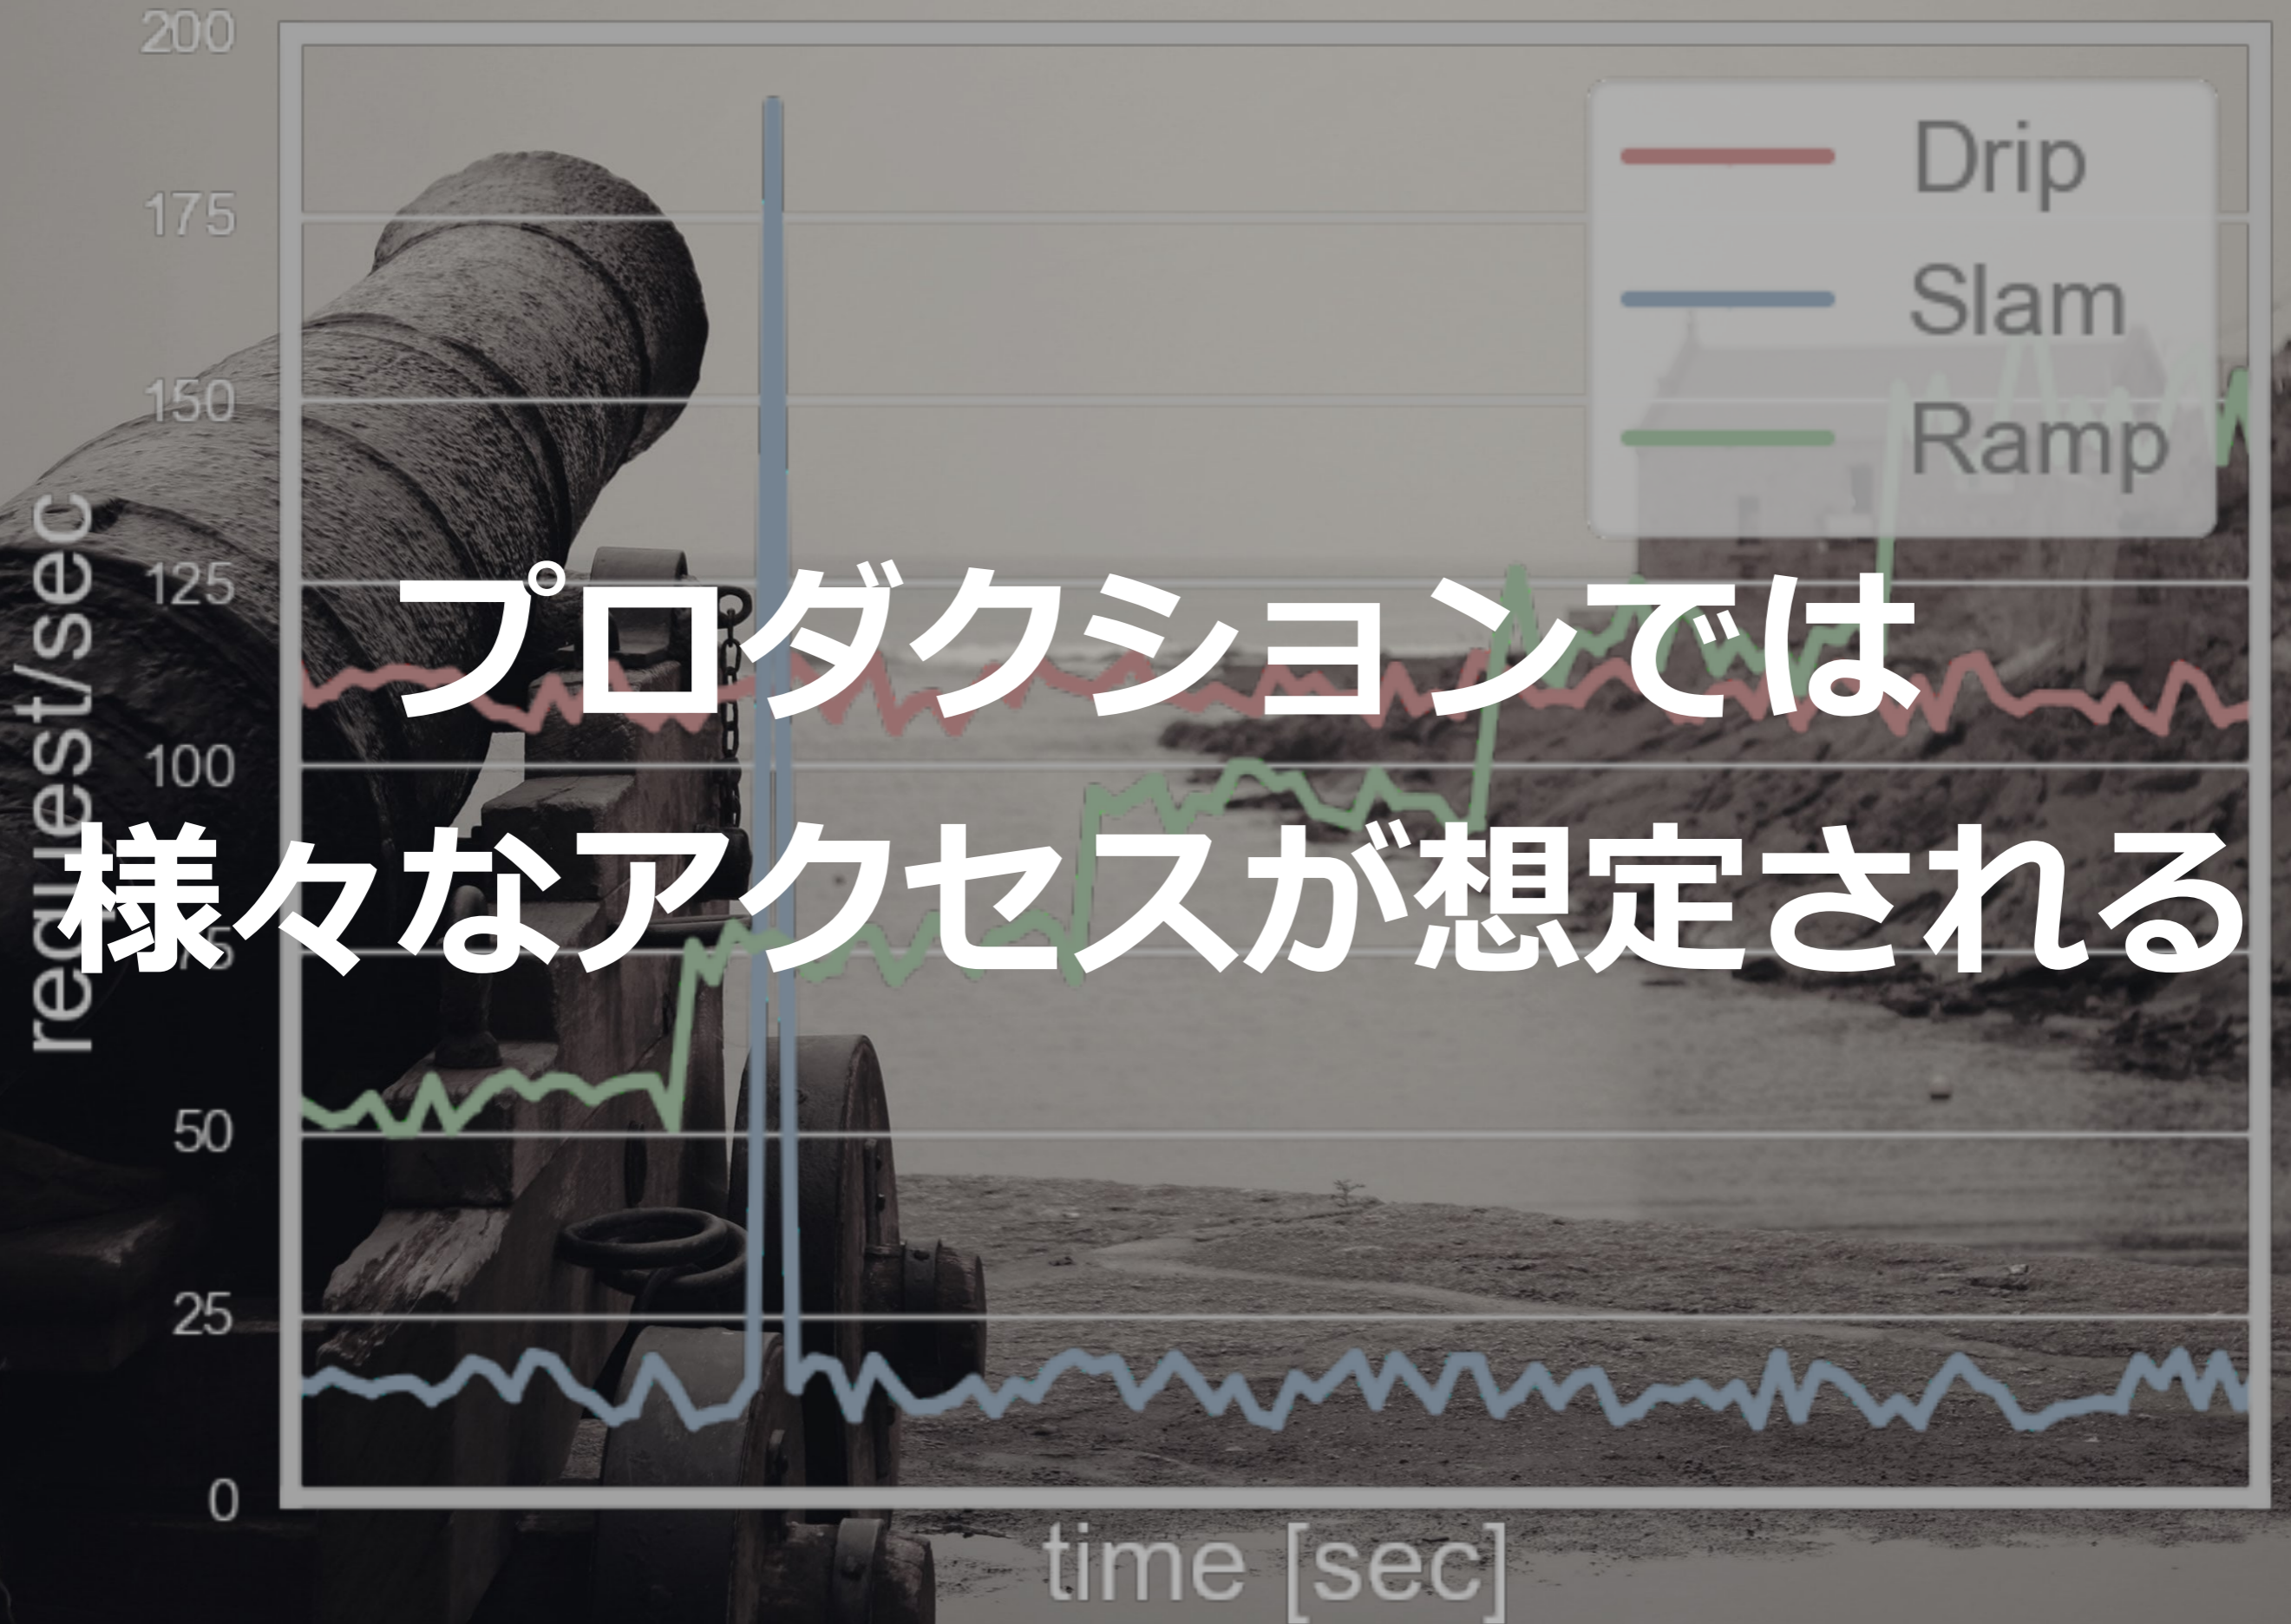 200
175
150
125
100
75
50
25
0
request/sec
time [sec]
Drip
Slam
Ramp
プロダクションでは
様々なアクセスが想定される